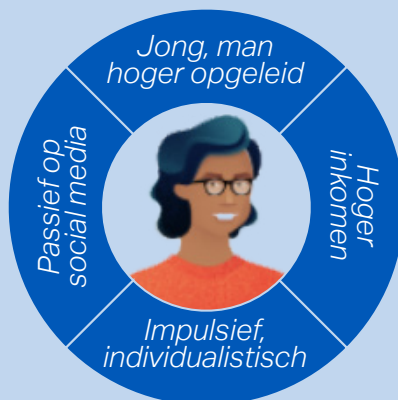 Jong, man
hoger opgeleid
Passief op
social media
Hoger
inkomen
Impulsief,
individualistisch